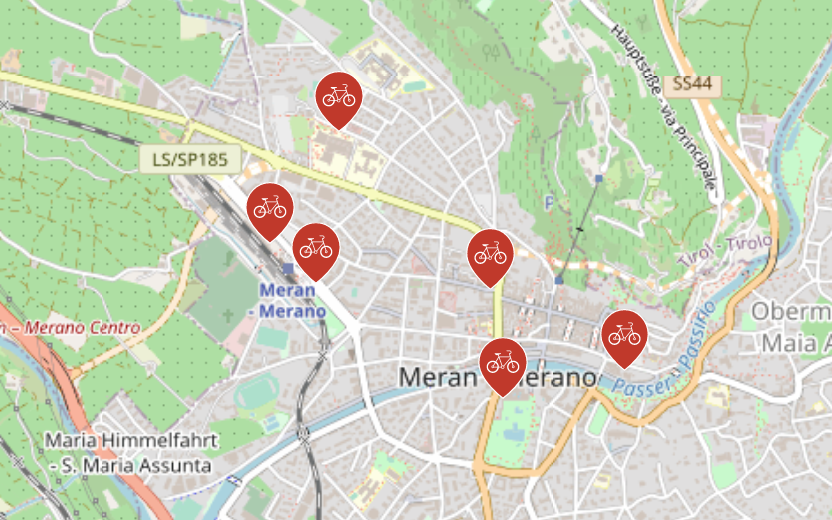 Hauptstraße - via Principale
SS44
LS/SP185
P
Tirol - Tirolo
Meran
- Merano
– Merano Centro
Oberm
Maia A
Passer - Passirio
Meran
erano
Maria Himmelfahrt
- S. Maria Assunta